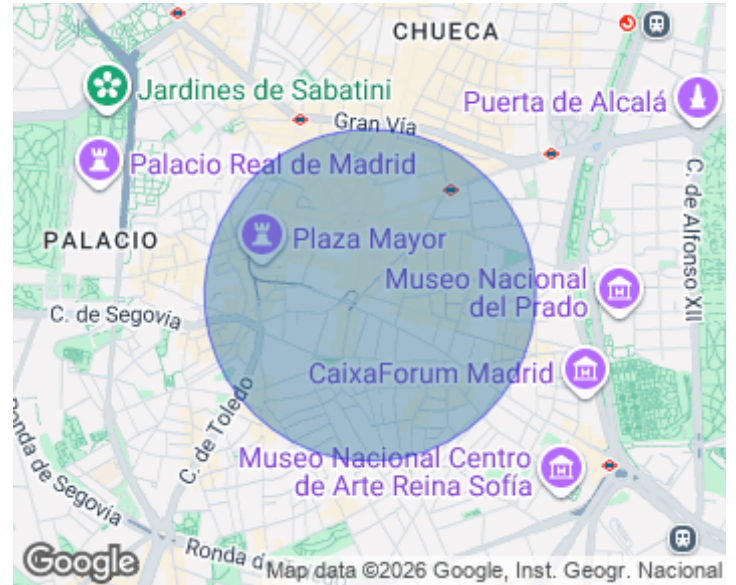 CHUECA
Jardines de Sabatini
Puerta de Alcalá
Gran Vía
Palacio Real de Madrid
C. de Alfonso XII
PALACIO
Plaza Mayor
Museo Nacional
del Prado
C. de Segovia
CaixaForum Madrid
C. de Toledo
Ronda de Segovia
Museo Nacional Centro
de Arte Reina Sofía
Ronda d
Google
Map data ©2026 Google, Inst. Geogr. Nacional